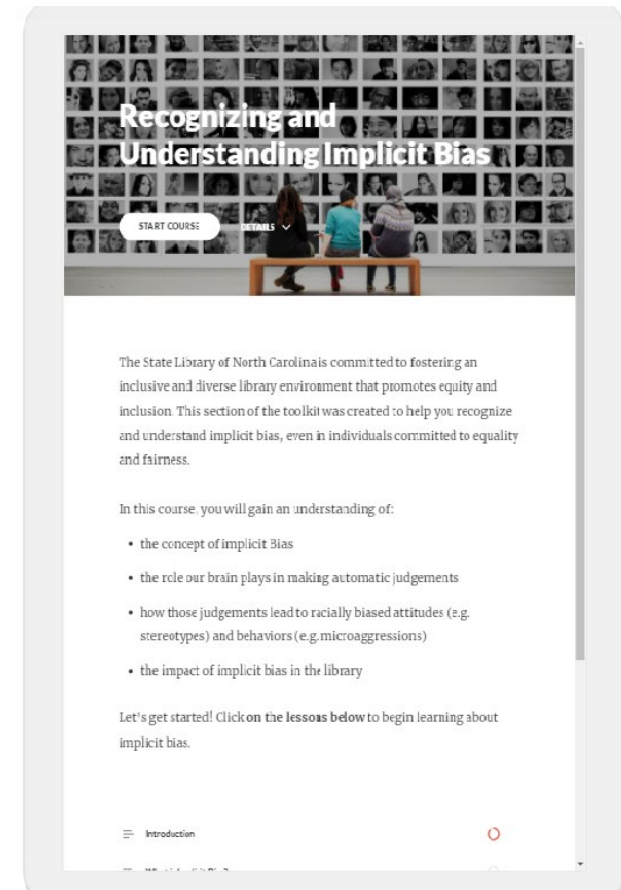 Recognizing and
Understanding Implicit Bias
START COURSE DETAILS
The State Library of North Carolina is committed to fostering an
inclusive and diverse library environment that promotes equity and
inclusion. This section of the toolkit was created to help you recognize
and understand implicit bias, even in individuals committed to equality
and fairness.
In this course, you will gain an understanding of:
• the concept of implicit Bias
• the role our brain plays in making automatic judgements
• how those judgements lead to racially biased attitudes (e.g.
stereotypes) and behaviors (e.g. microaggressions)
• the impact of implicit bias in the library
Let's get started! Click on the lessons below to begin learning about
implicit bias.
Introduction